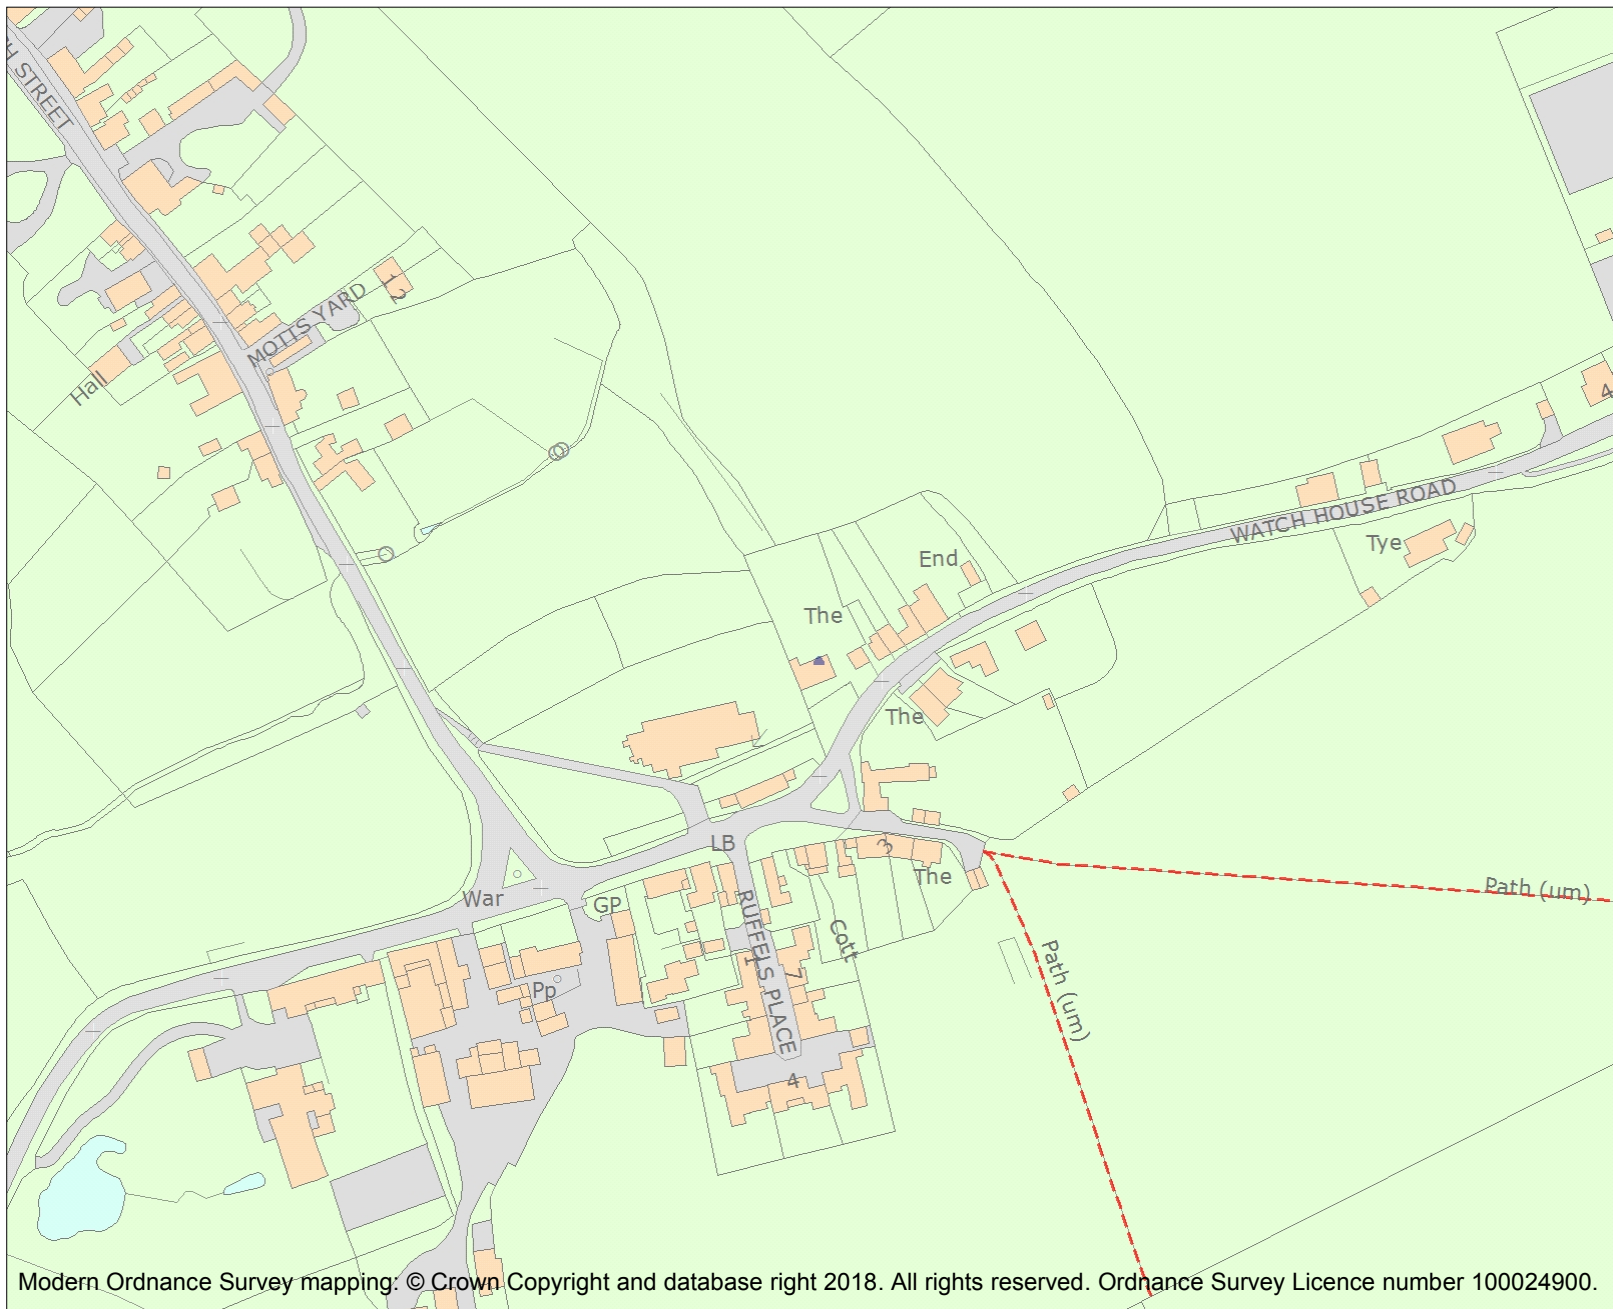 H STREET
12
MOTTS YARD
Hall
4
WATCH HOUSE ROAD
Tye
End
The
The
LB
3
The
War
GP
Path (um)
RUFFELS PLACE
Cott
1
7
Pp
Path (um)
4
Modern Ordnance Survey mapping: © Crown Copyright and database right 2018. All rights reserved. Ordnance Survey Licence number 100024900.